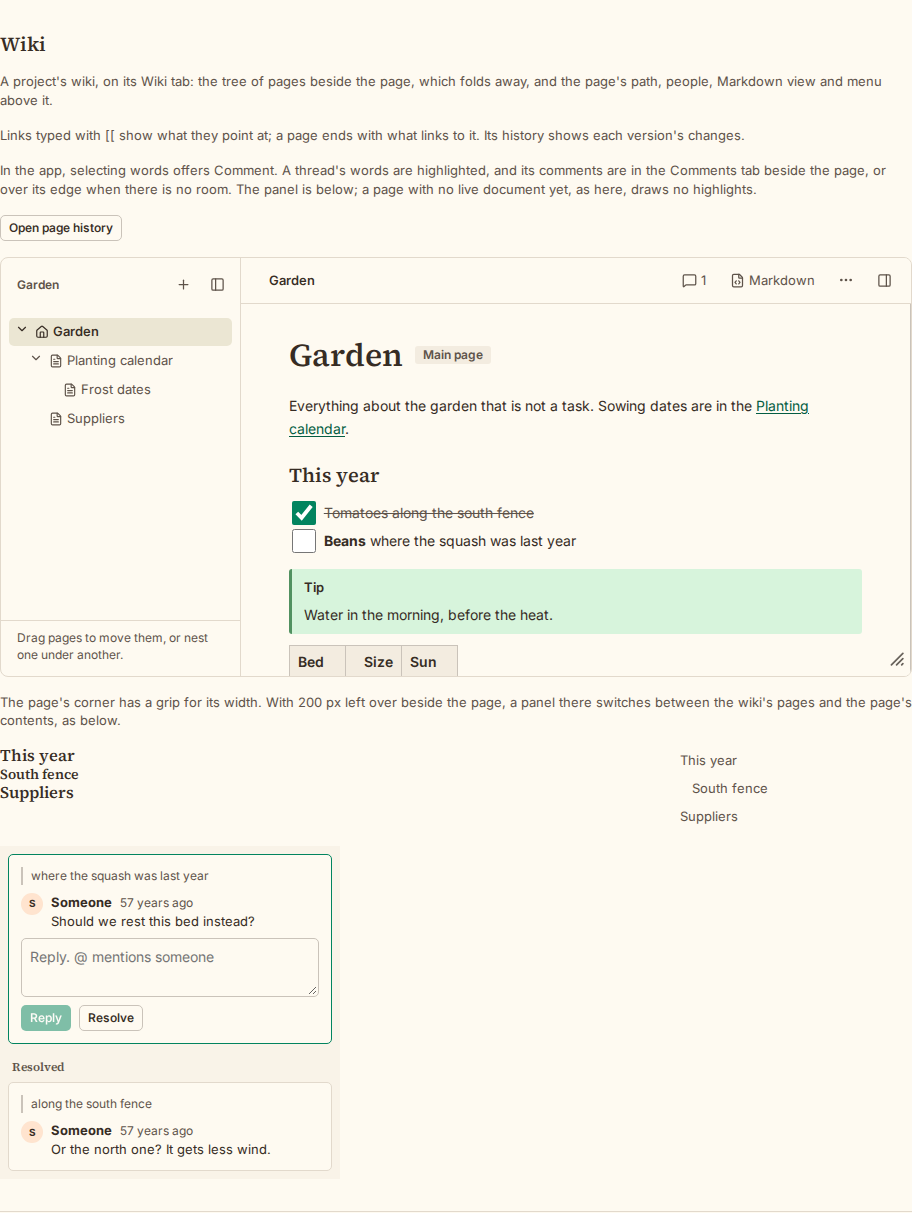 Wiki
A project's wiki, on its Wiki tab: the tree of pages beside the page, which folds away, and the page's path, people, Markdown view and menu
above it.
Links typed with [[ show what they point at; a page ends with what links to it. Its history shows each version's changes.
In the app, selecting words offers Comment. A thread's words are highlighted, and its comments are in the Comments tab beside the page, or
over its edge when there is no room. The panel is below; a page with no live document yet, as here, draws no highlights.
Open page history
Garden
Garden
Planting calendar
Frost dates
Suppliers
Drag pages to move them, or nest
one under another.
Garden
1
Markdown
Garden
Main page
Everything about the garden that is not a task. Sowing dates are in the Planting
calendar.
This year
Tomatoes along the south fence
Beans where the squash was last year
Tip
Water in the morning, before the heat.
Bed Size Sun
The page's corner has a grip for its width. With 200 px left over beside the page, a panel there switches between the wiki's pages and the page's
contents, as below.
This year
South fence
Suppliers
This year
South fence
Suppliers
where the squash was last year
S
Someone 57 years ago
Should we rest this bed instead?
Reply. @ mentions someone
Reply
Resolve
Resolved
along the south fence
S
Someone 57 years ago
Or the north one? It gets less wind.